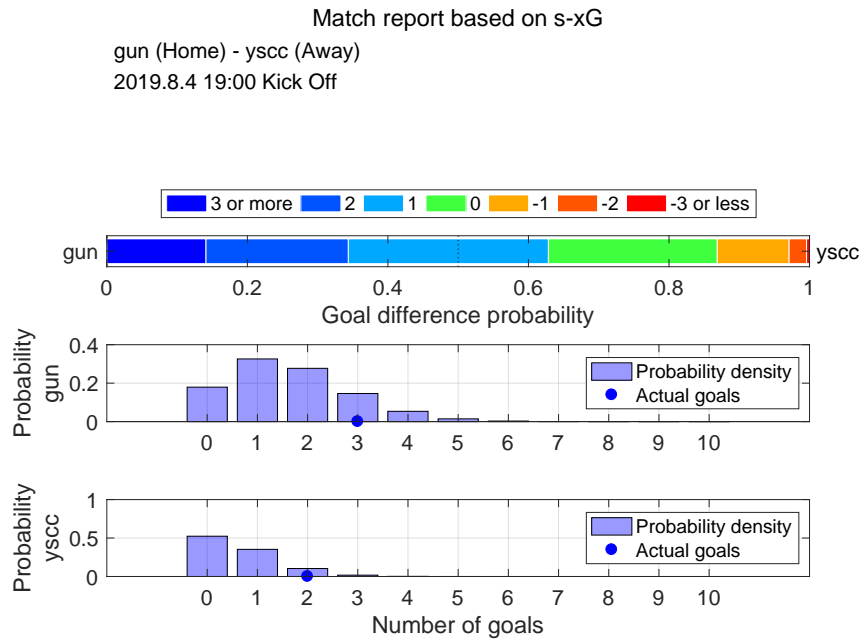 Match report based on s-xG
gun (Home) - yscc (Away)
2019.8.4 19:00 Kick Off
3 or more 2 1 0 -1 -2 -3 or less
gun yscc
0 0.2 0.4 0.6 0.8 1
Goal difference probability
Probability
gun
0.4
0.2
0
Probability density
Actual goals
0 1 2 3 4 5 6 7 8 9 10
Probability
yscc
1
0.5
0
Probability density
Actual goals
0 1 2 3 4 5 6 7 8 9 10
Number of goals